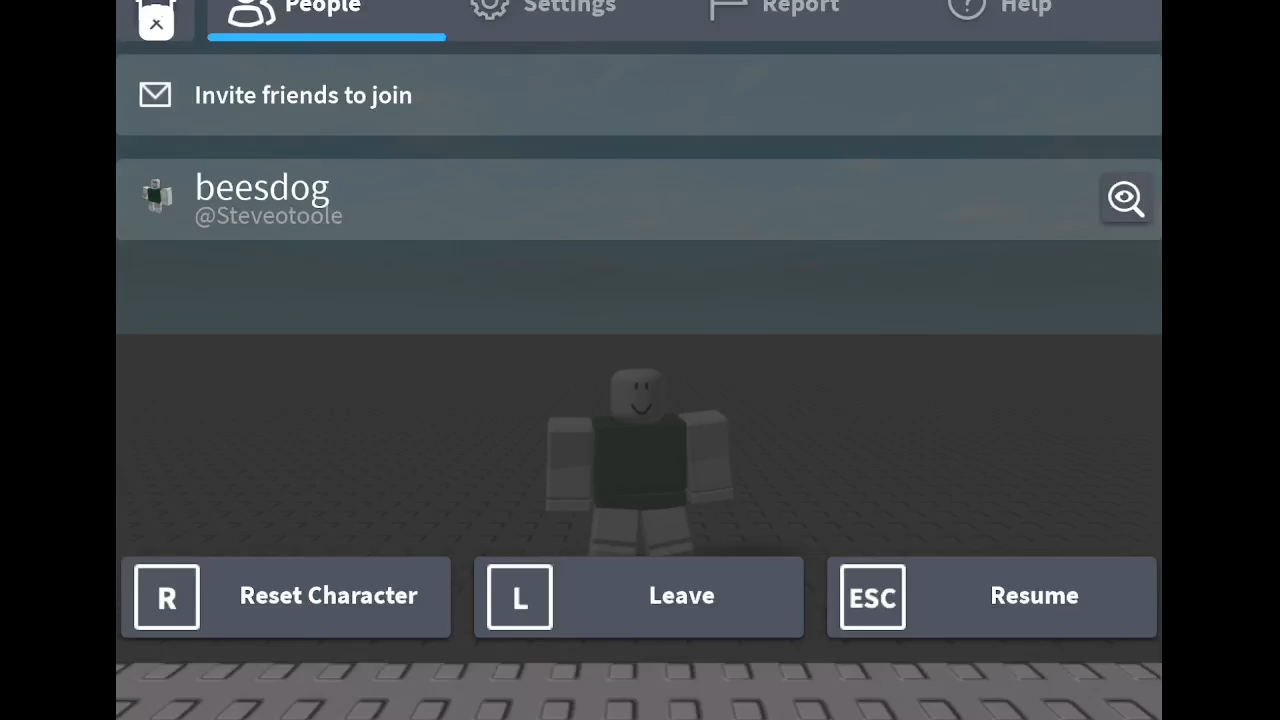 People
Settings
Report
Help
Invite friends to join
beesdog
@Steveotoole
R
Reset Character
L
Leave
ESC
Resume